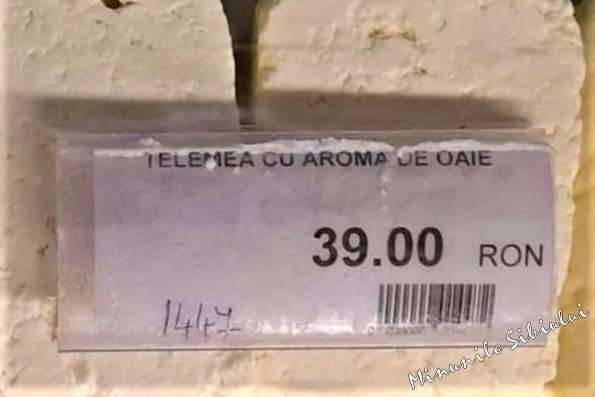 TELEMEA CU AROMA DE OAIE
39.00 RON
1447
Minunile Sibiului